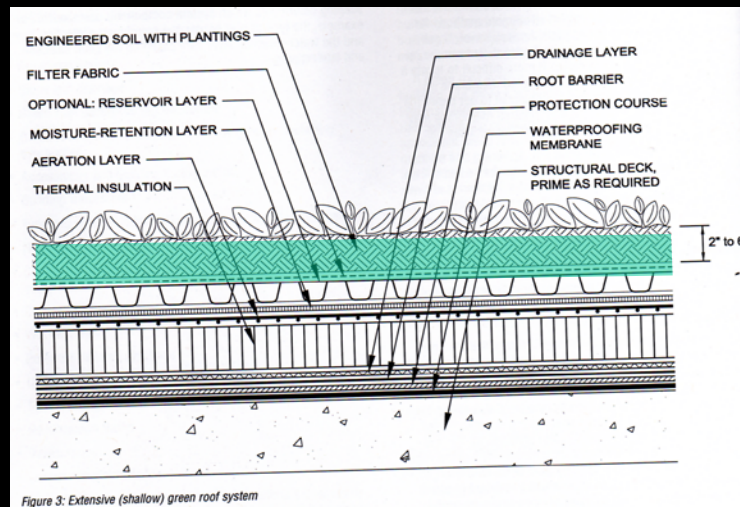 ENGINEERED SOIL WITH PLANTINGS
FILTER FABRIC
OPTIONAL: RESERVOIR LAYER
MOISTURE-RETENTION LAYER
AERATION LAYER
THERMAL INSULATION
DRAINAGE LAYER
ROOT BARRIER
PROTECTION COURSE
WATERPROOFING
MEMBRANE
STRUCTURAL DECK,
PRIME AS REQUIRED
2" to 6
Figure 3: Extensive (shallow) green roof system